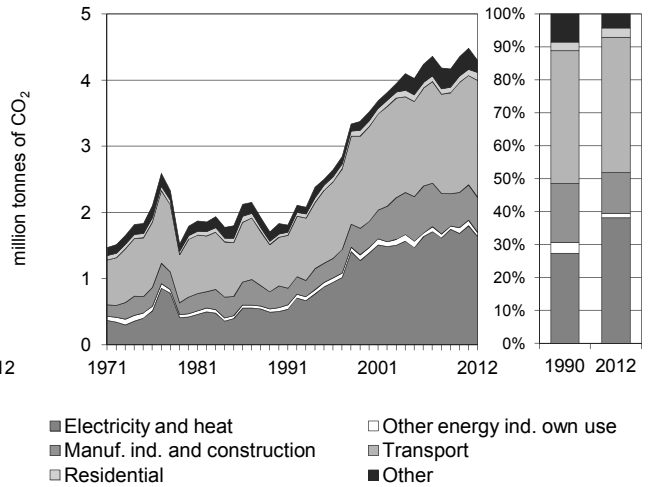 million tonnes of CO2
5
4
3
2
1
0
1971 1981 1991 2001 2012
100%
90%
80%
70%
60%
50%
40%
30%
20%
10%
0%
1990 2012
12
Electricity and heat
Other energy ind. own use
Manuf. ind. and construction
Transport
Residential
Other